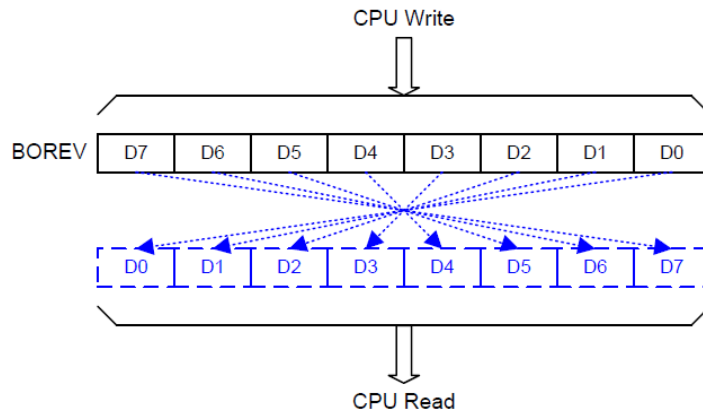 CPU Write
BOREV D7 D6 D5 D4 D3 D2 D1 D0
D0 D1 D2 D3 D4 D5 D6 D7
CPU Read